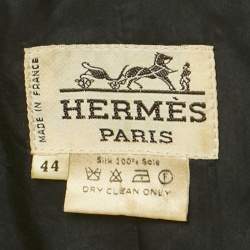 MADE IN FRANCE
HERMÈS
PARIS
44
Silk 100% Soie
DRY CLEAN ONLY